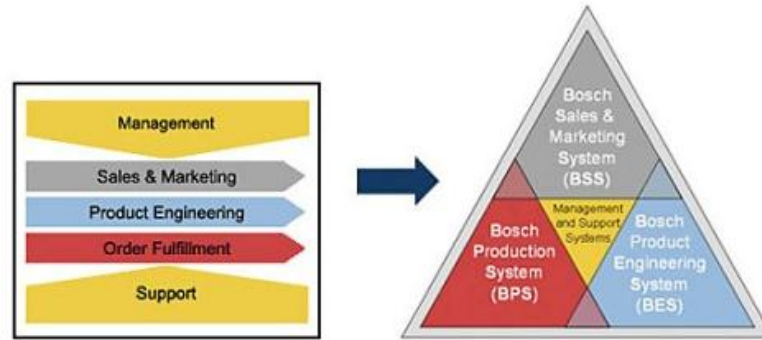 Management
Sales & Marketing
Product Engineering
Order Fulfillment
Support
Bosch
Sales &
Marketing
System
(BSS)
Management
and Support
Systems
Bosch
Production
System
(BPS)
Bosch
Product
Engineering
System
(BES)